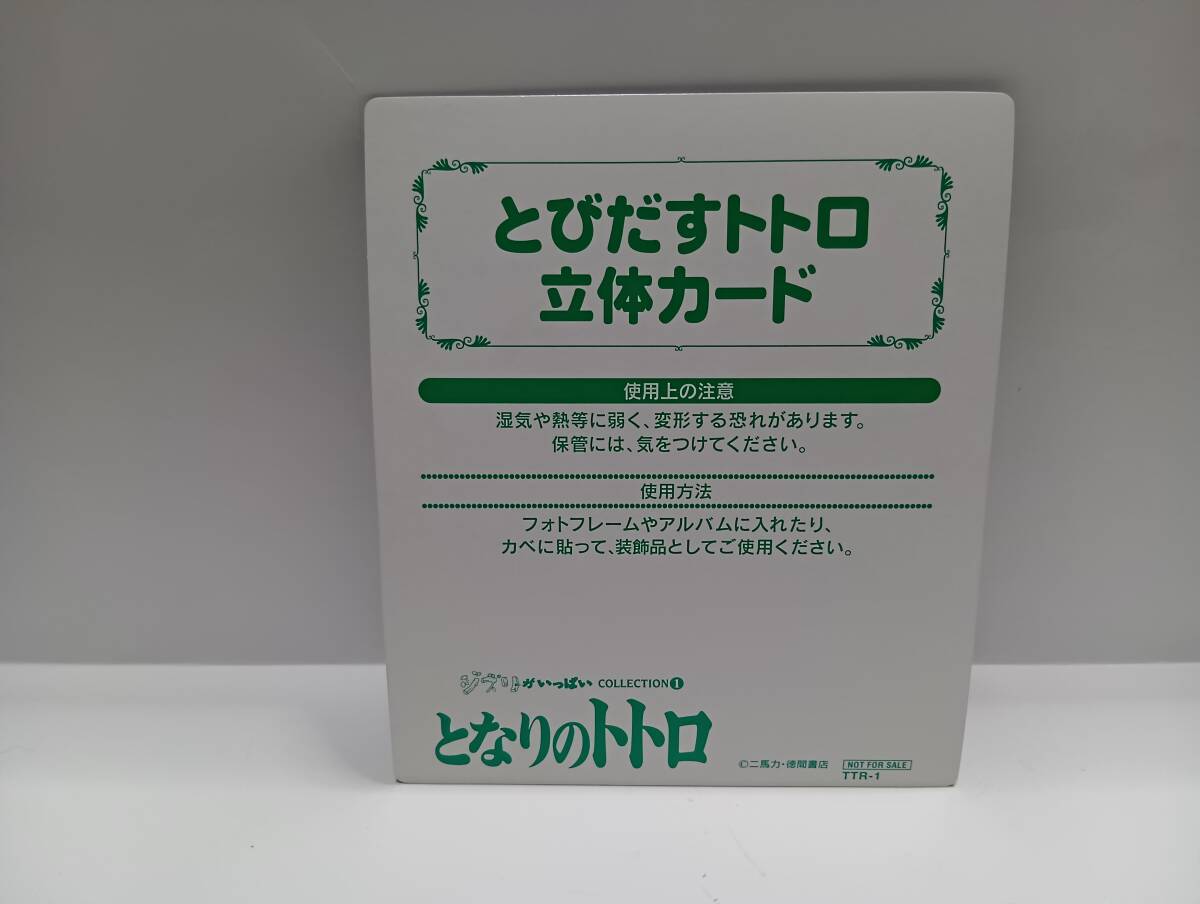 とびだすトトロ
立体カード
使用上の注意
湿気や熱等に弱く、変形する恐れがあります。
保管には、気をつけてください。
使用方法
フォトフレームやアルバムに入れたり、
カベに貼って、装飾品としてご使用ください。
ジブリがいっぱい COLLECTION❶
となりのトトロ
©二馬力・徳間書店
NOT FOR SALE
TTR-1